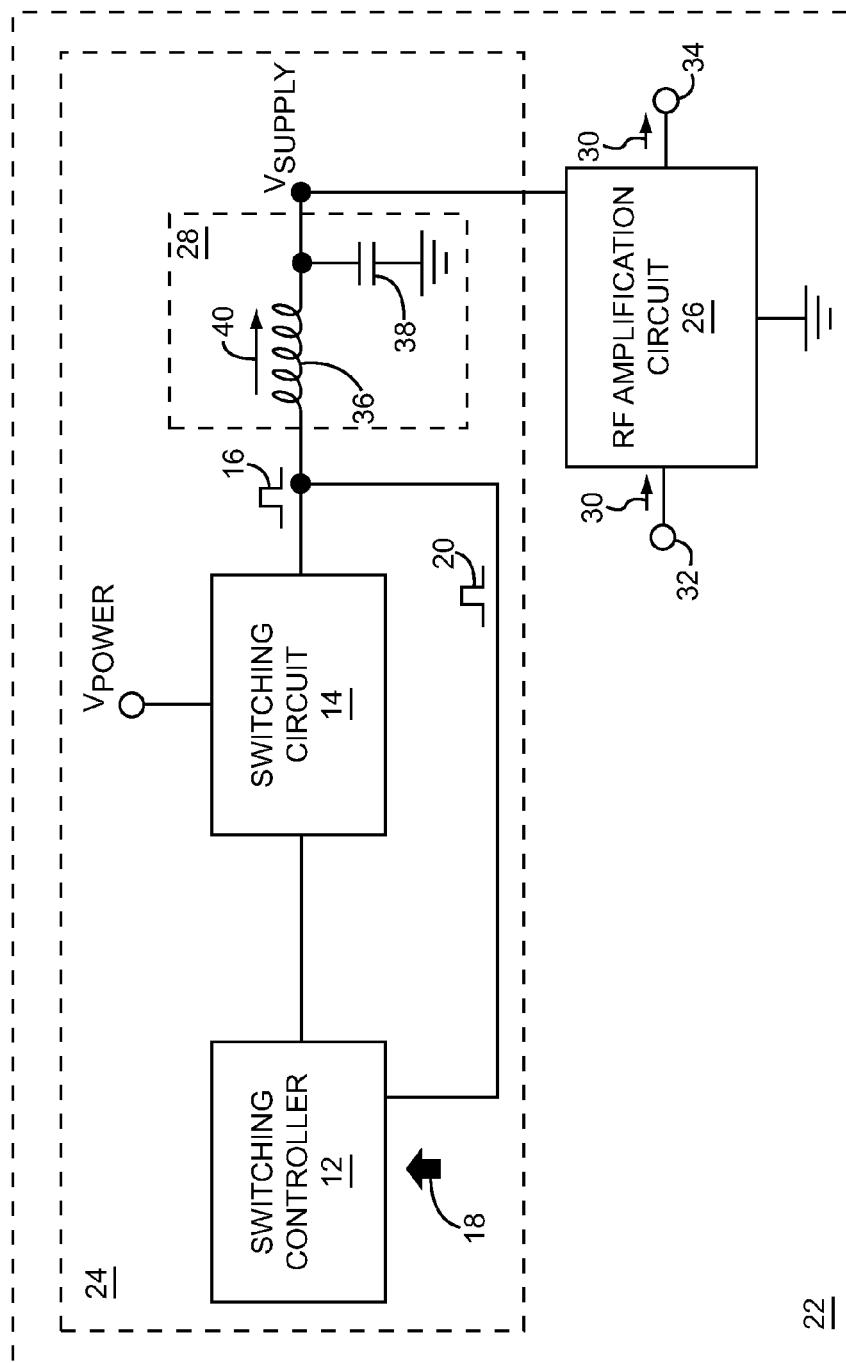 24
SWITCHING
CONTROLLER
12
18
VPOWER
SWITCHING
CIRCUIT
14
16
20
28
40
36
38
VSUPPLY
RF AMPLIFICATION
CIRCUIT
26
30
32
30
34
22